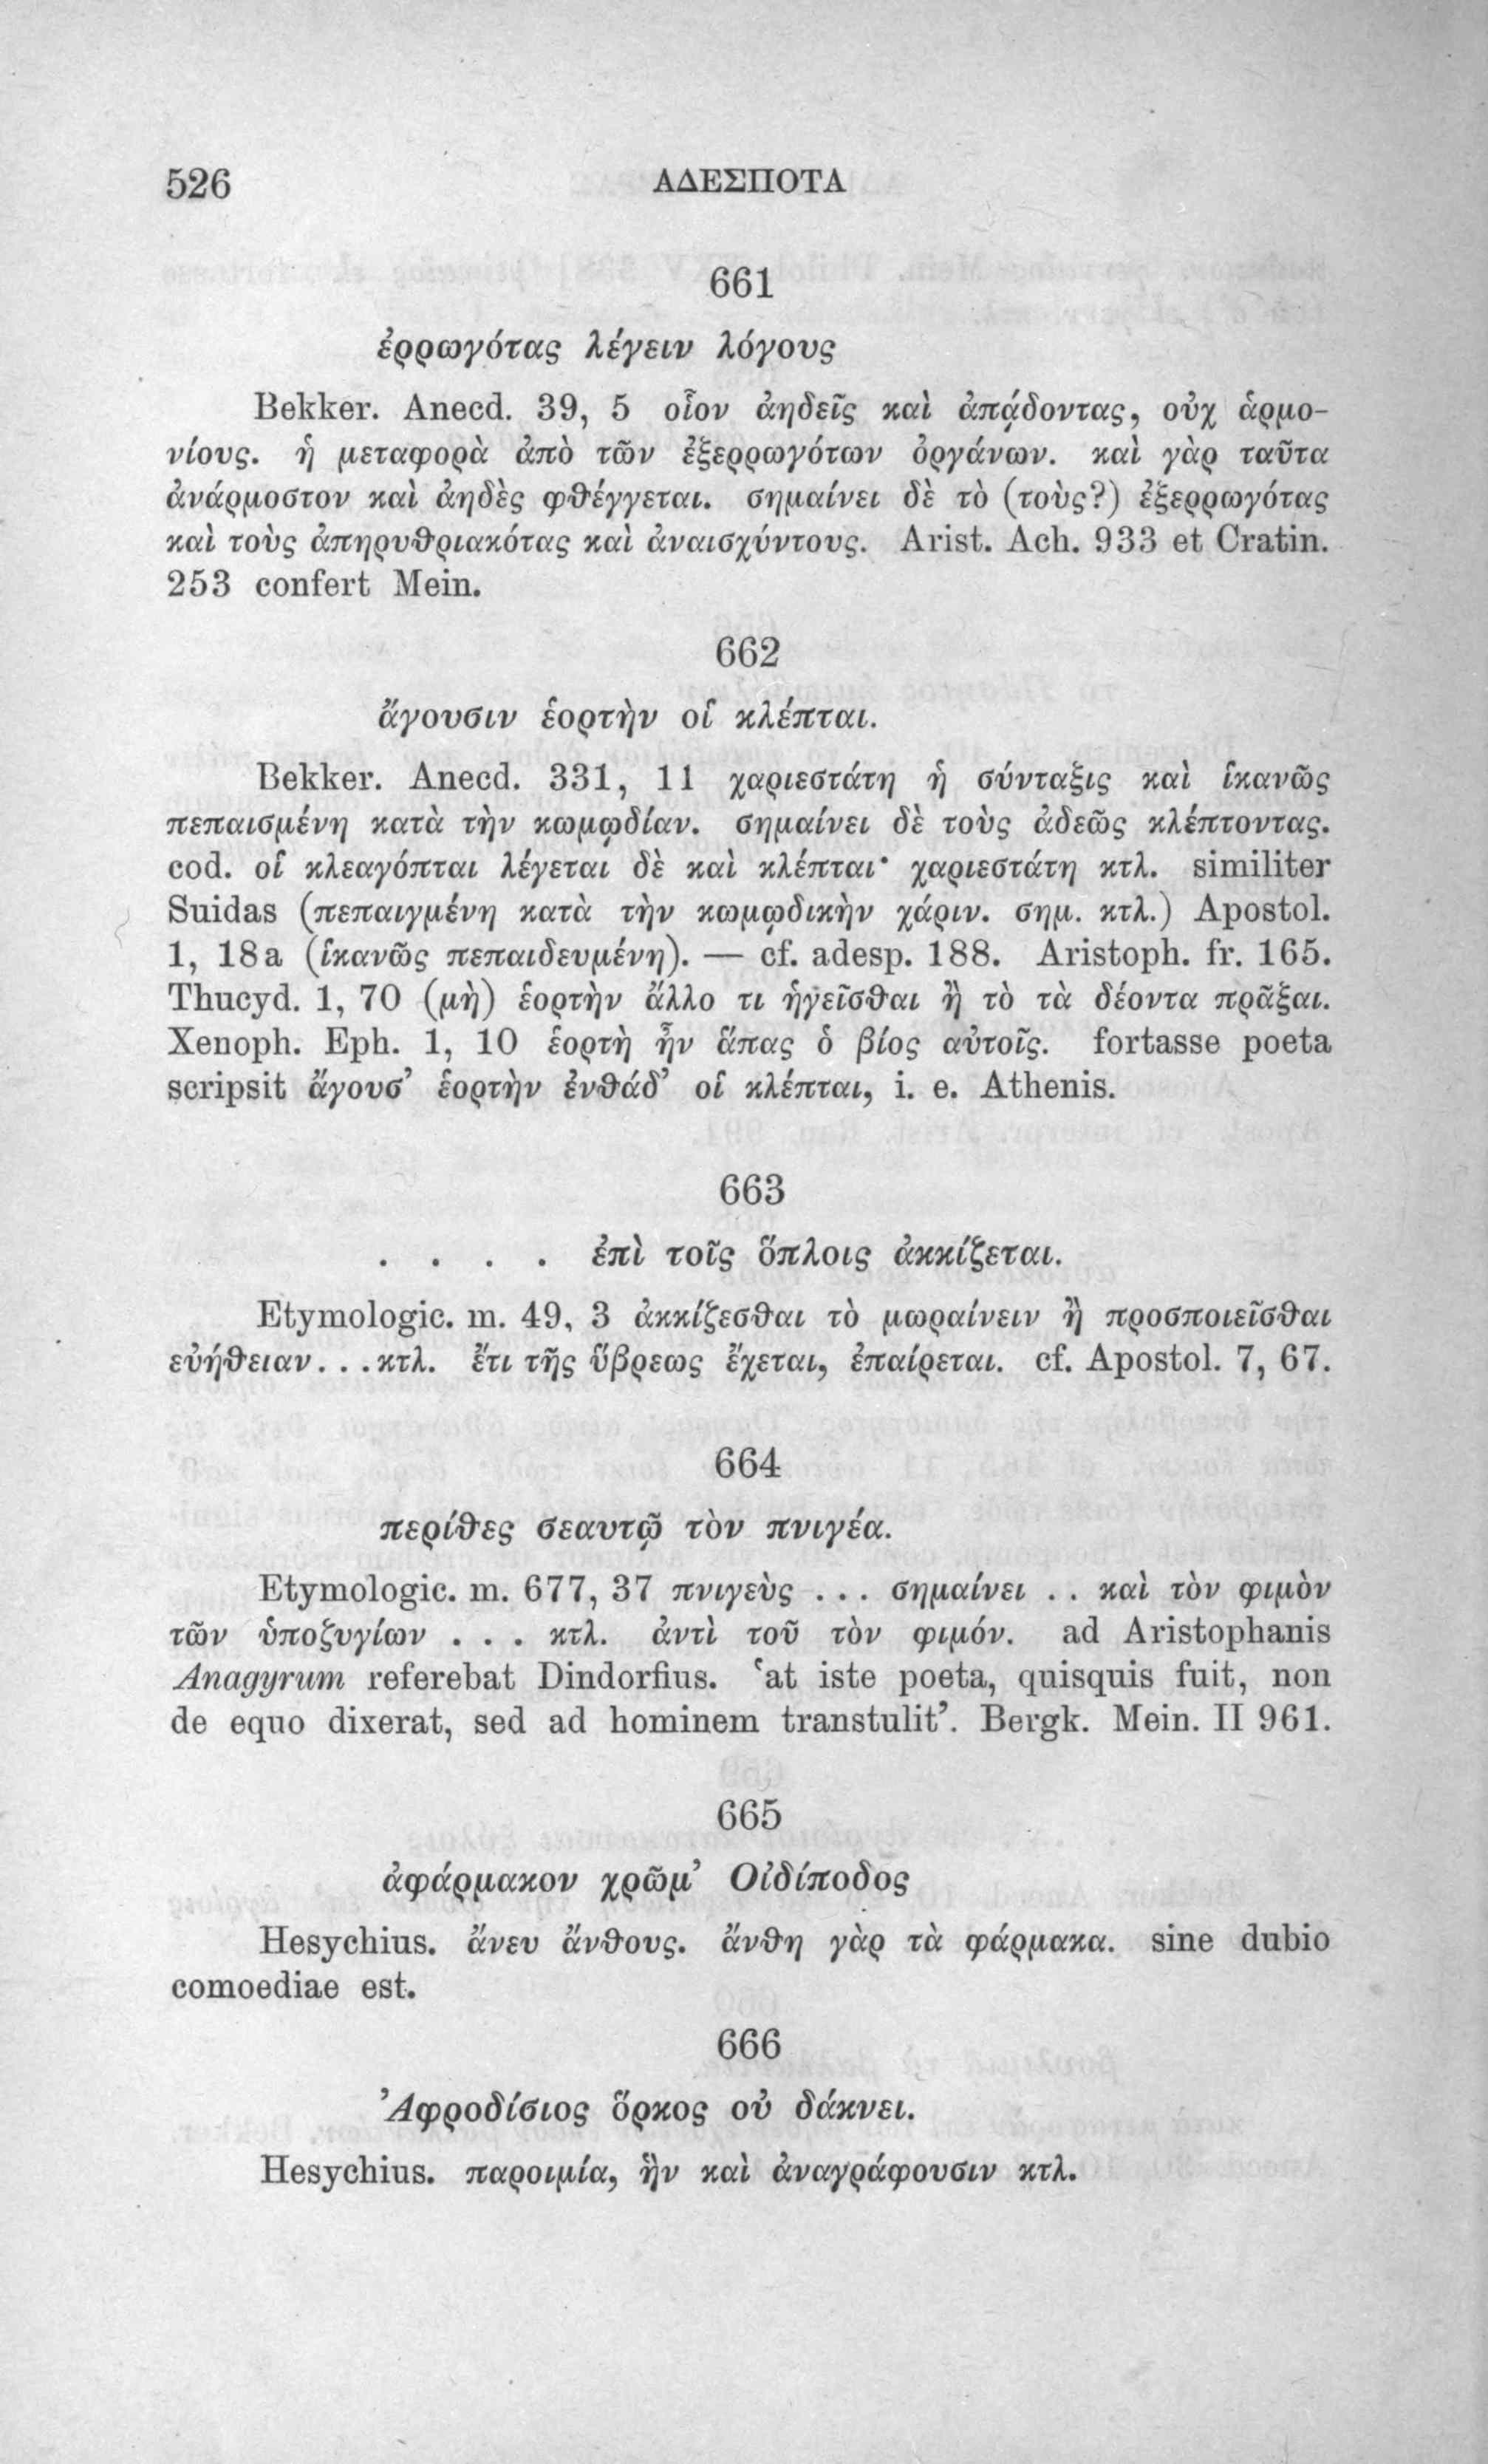 526 ΑΔΕΣΠΟΤΑ
661
ἐρρωγότας λέγειν λόγους
Bekker. Anecd. 39, 5 οἷον ἀηδεῖς καὶ ἀπᾴδοντας, οὐχ ἁρμο-
νίους. ἡ μεταφορὰ ἀπὸ τῶν ἐξερρωγότων ὀργάνων. καὶ γὰρ ταῦτα
ἀνάρμοστον καὶ ἀηδὲς φθέγγεται. σημαίνει δὲ τὸ (τοὺς?) ἐξερρωγότας
καὶ τοὺς ἀπηρυθριακότας καὶ ἀναισχύντους. Arist. Ach. 933 et Cratin.
253 confert Mein.
662
ἄγουσιν ἑορτὴν οἱ κλέπται.
Bekker. Anecd. 331, 11 χαριεστάτη ἡ σύνταξις καὶ ἱκανῶς
πεπαισμένη κατὰ τὴν κωμῳδίαν. σημαίνει δὲ τοὺς ἀδεῶς κλέπτοντας.
cod. οἱ κλεαγόπται λέγεται δὲ καὶ κλέπται· χαριεστάτη κτλ. similiter
Suidas (πεπαιγμένη κατὰ τὴν κωμῳδικὴν χάριν. σημ. κτλ.) Apostol.
1, 18a (ἱκανῶς πεπαιδευμένη). — cf. adesp. 188. Aristoph. fr. 165.
Thucyd. 1, 70 (μὴ) ἑορτὴν ἄλλο τι ἡγεῖσθαι ἢ τὸ τὰ δέοντα πρᾶξαι.
Xenoph. Eph. 1, 10 ἑορτὴ ἦν ἅπας ὁ βίος αὐτοῖς. fortasse poeta
scripsit ἄγουσ’ ἑορτὴν ἐνθάδ’ οἱ κλέπται, i. e. Athenis.
663
. . . . ἐπὶ τοῖς ὅπλοις ἀκκίζεται.
Etymologic. m. 49, 3 ἀκκίζεσθαι τὸ μωραίνειν ἢ προσποιεῖσθαι
εὐήθειαν . . . κτλ. ἔτι τῆς ὕβρεως ἔχεται, ἐπαίρεται. cf. Apostol. 7, 67.
664
περίθες σεαυτῷ τὸν πνιγέα.
Etymologic. m. 677, 37 πνιγεὺς . . . σημαίνει . . καὶ τὸν φιμὸν
τῶν ὑποζυγίων . . . κτλ. ἀντὶ τοῦ τὸν φιμόν. ad Aristophanis
Anagyrum referebat Dindorfius. ‘at iste poeta, quisquis fuit, non
de equo dixerat, sed ad hominem transtulit’. Bergk. Mein. II 961.
665
ἀφάρμακον χρῶμ’ Οἰδίποδος
Hesychius. ἄνευ ἄνθους. ἄνθη γὰρ τὰ φάρμακα. sine dubio
comoediae est.
666
Ἀφροδίσιος ὅρκος οὐ δάκνει.
Hesychius. παροιμία, ἣν καὶ ἀναγράφουσιν κτλ.